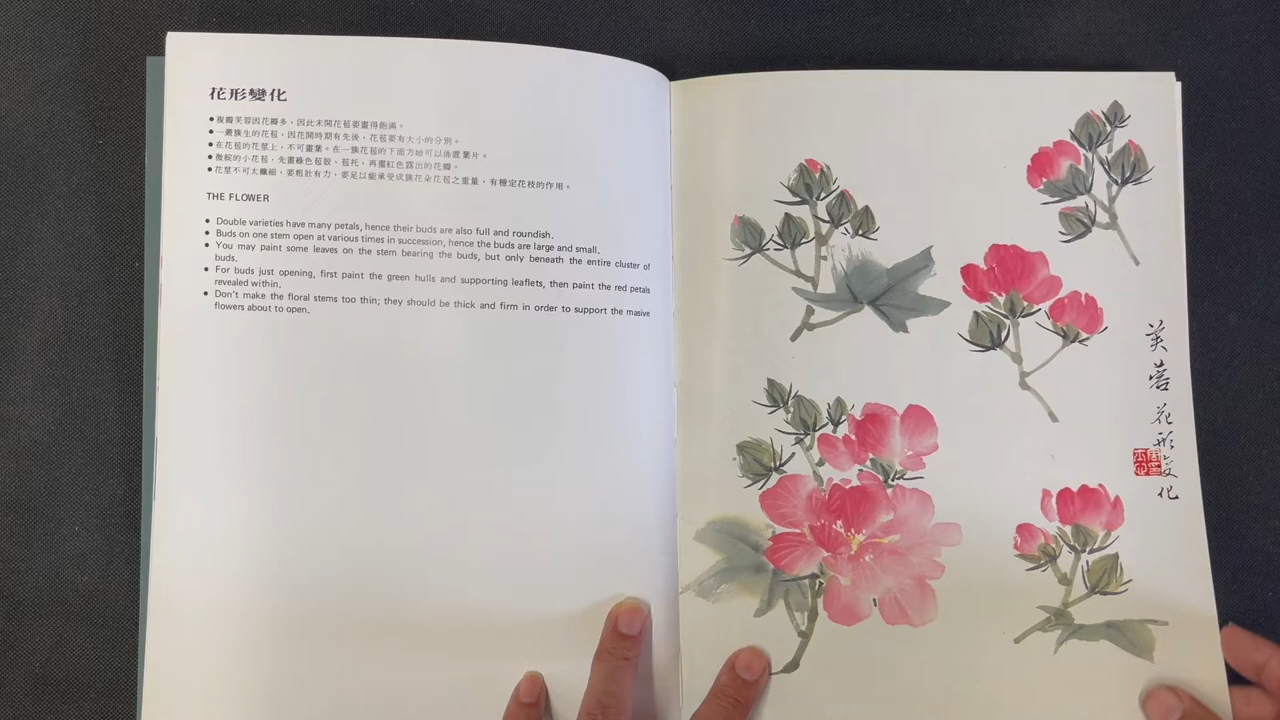 花形變化
●複瓣芙蓉因花瓣多，因此未開花苞要畫得飽滿。
●一叢簇生的花苞，因花開時期有先後，花苞要有大小的分別。
●在花苞的花莖上，不可畫葉。在一簇花苞的下面方始可以佈置葉片。
●微綻的小花苞，先畫綠色苞殼、苞托，再畫紅色露出的花瓣。
●花莖不可太纖細，要粗壯有力，要足以能承受成簇花朵花苞之重量，有穩定花枝的作用。
THE FLOWER
● Double varieties have many petals, hence their buds are also full and roundish.
● Buds on one stem open at various times in succession, hence the buds are large and small.
● You may paint some leaves on the stem bearing the buds, but only beneath the entire cluster of
buds.
● For buds just opening, first paint the green hulls and supporting leaflets, then paint the red petals
revealed within.
● Don't make the floral stems too thin; they should be thick and firm in order to support the masive
flowers about to open.
芙蓉花形變化